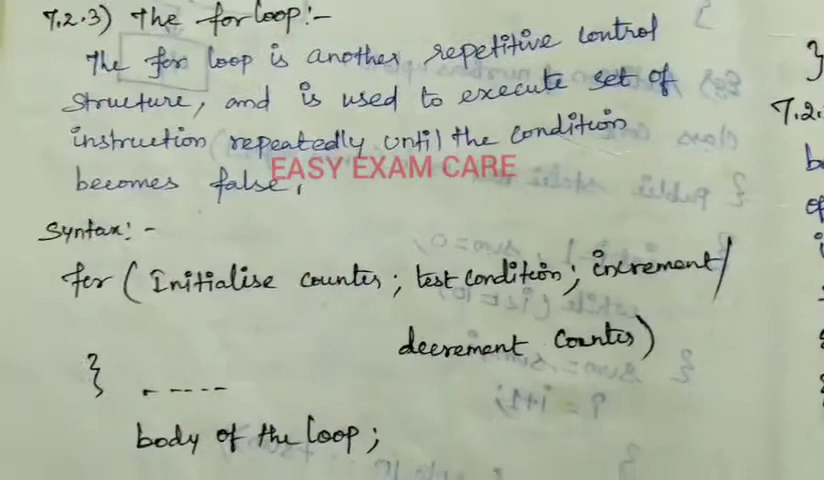 7.2.3) The for loop:-
The for loop is another repetitive control
structure, and is used to execute set of
instruction repeatedly until the condition
EASY EXAM CARE
becomes false,
Syntax:-
for (Initialise counter; test condition; increment/
decrement counter)
} -----
body of the loop;
}
7.2.